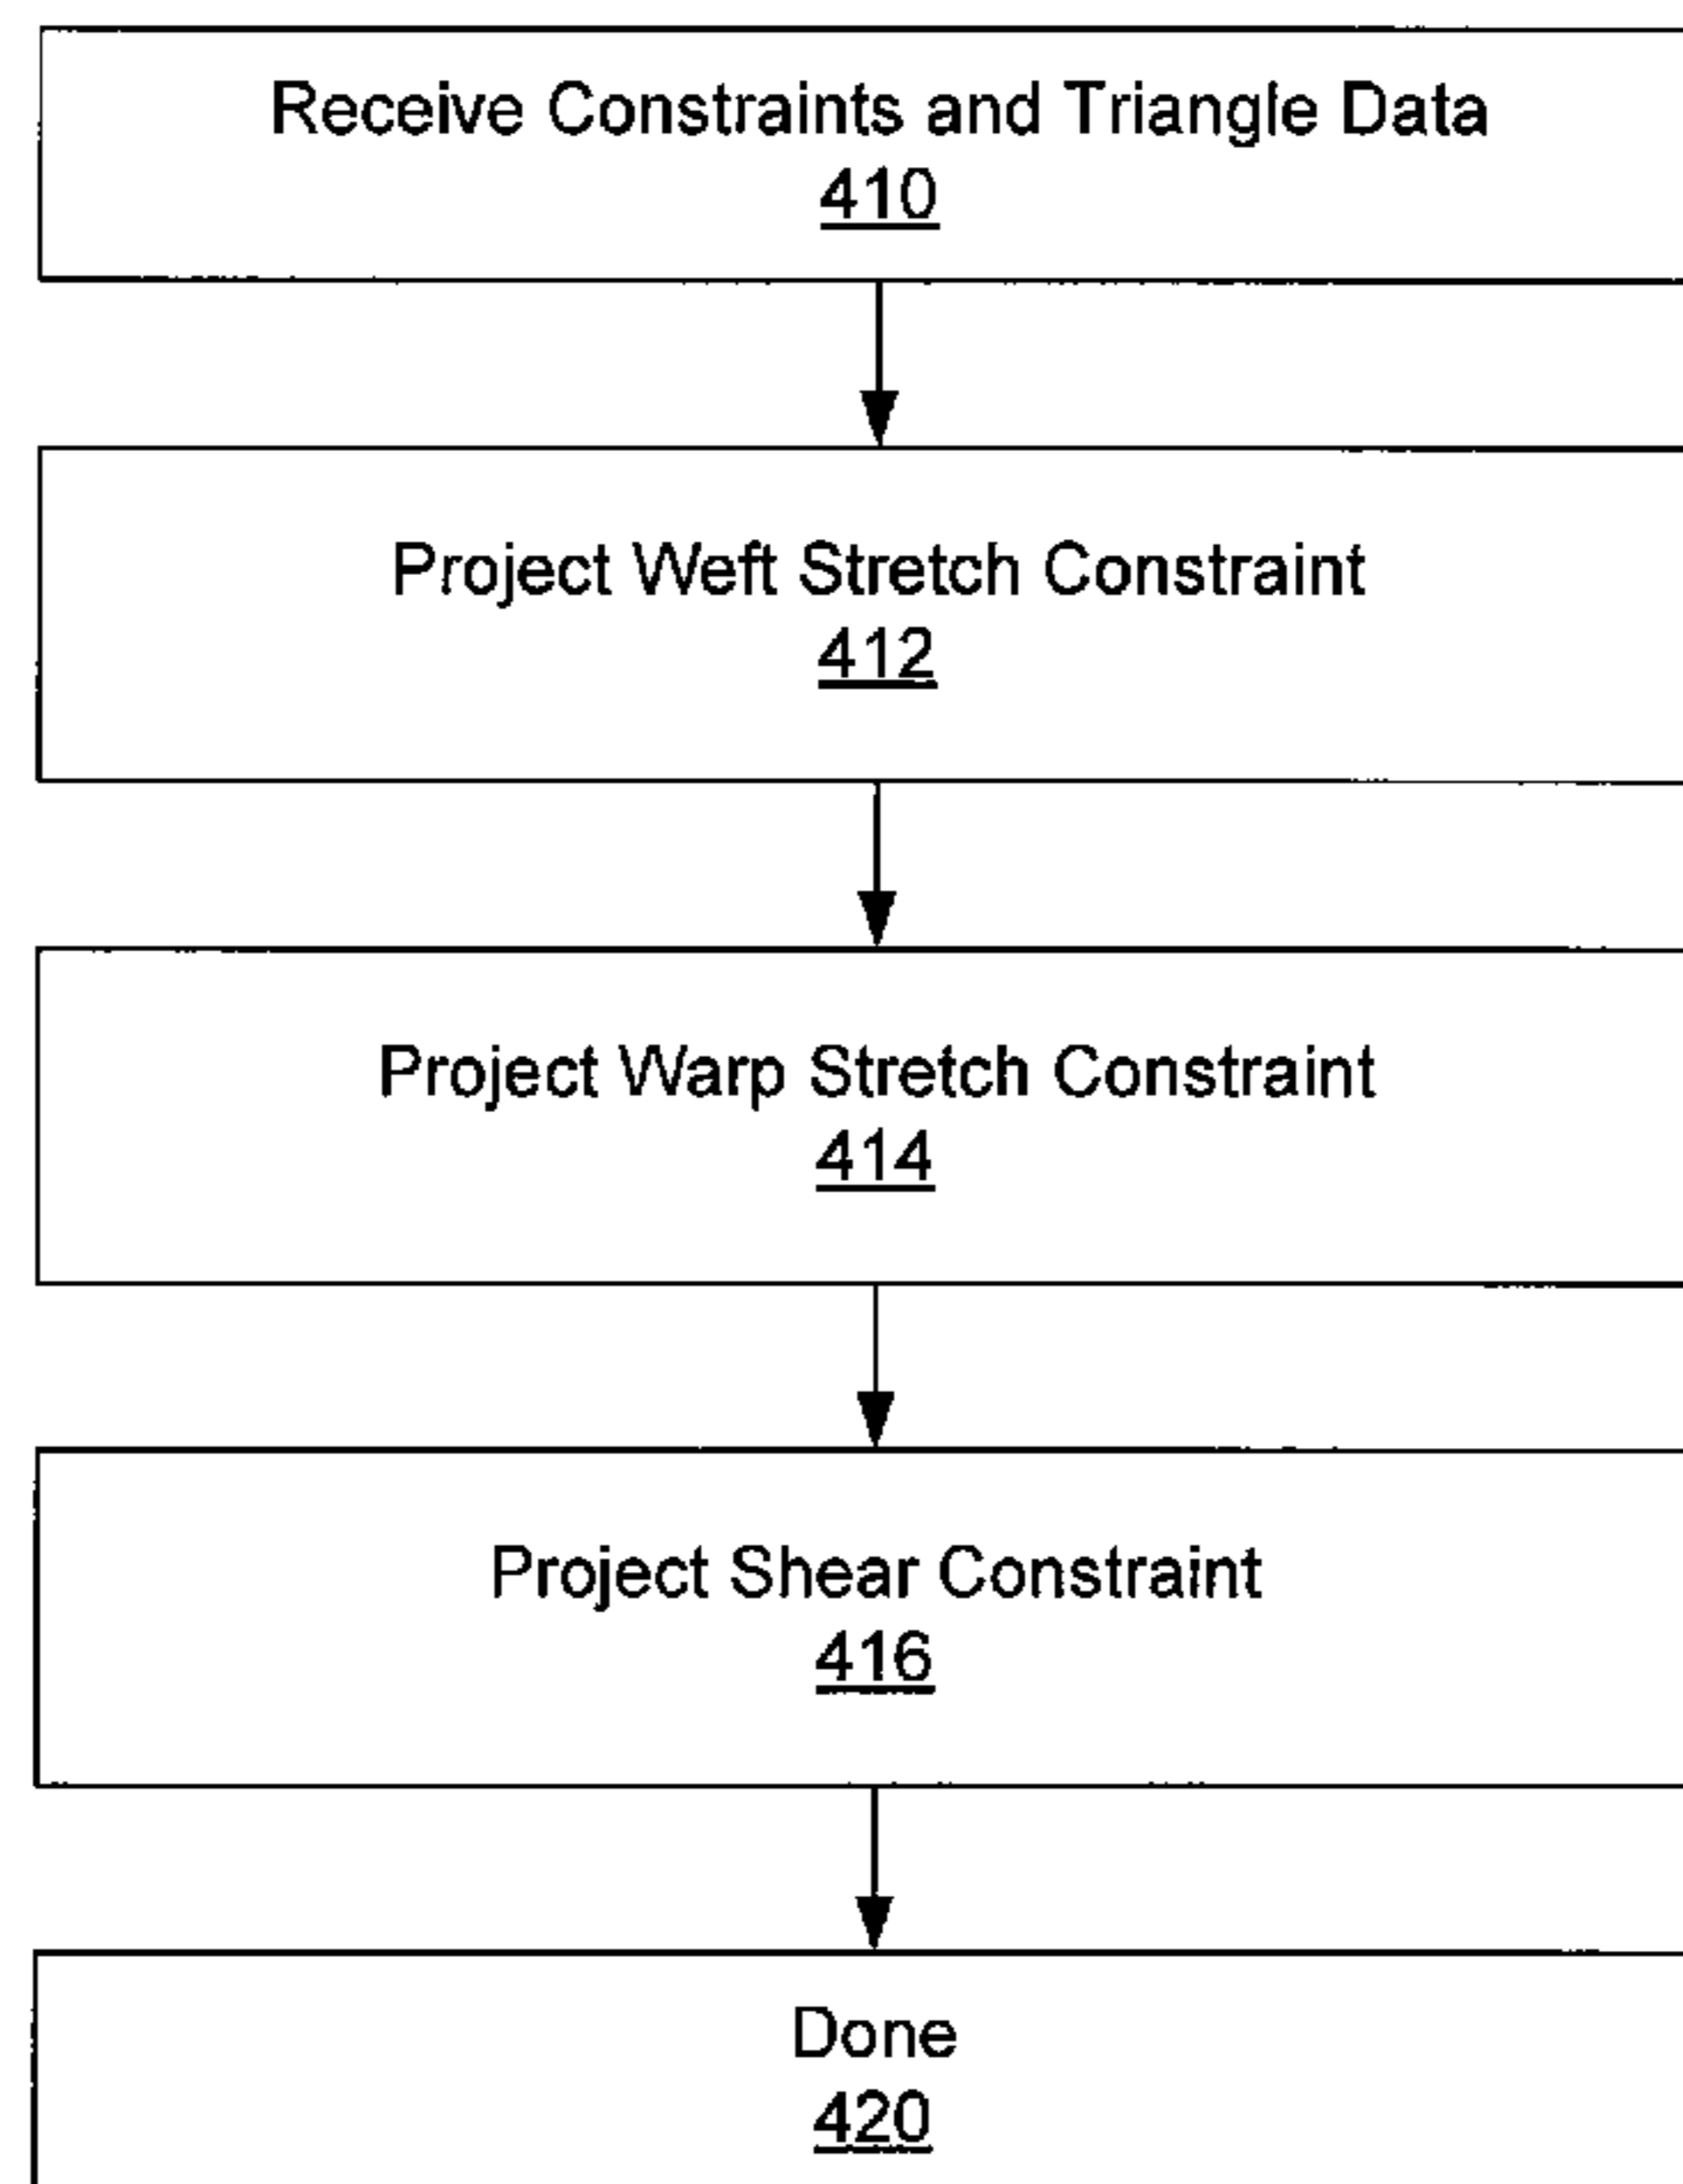 Receive Constraints and Triangle Data
410
Project Weft Stretch Constraint
412
Project Warp Stretch Constraint
414
Project Shear Constraint
416
Done
420